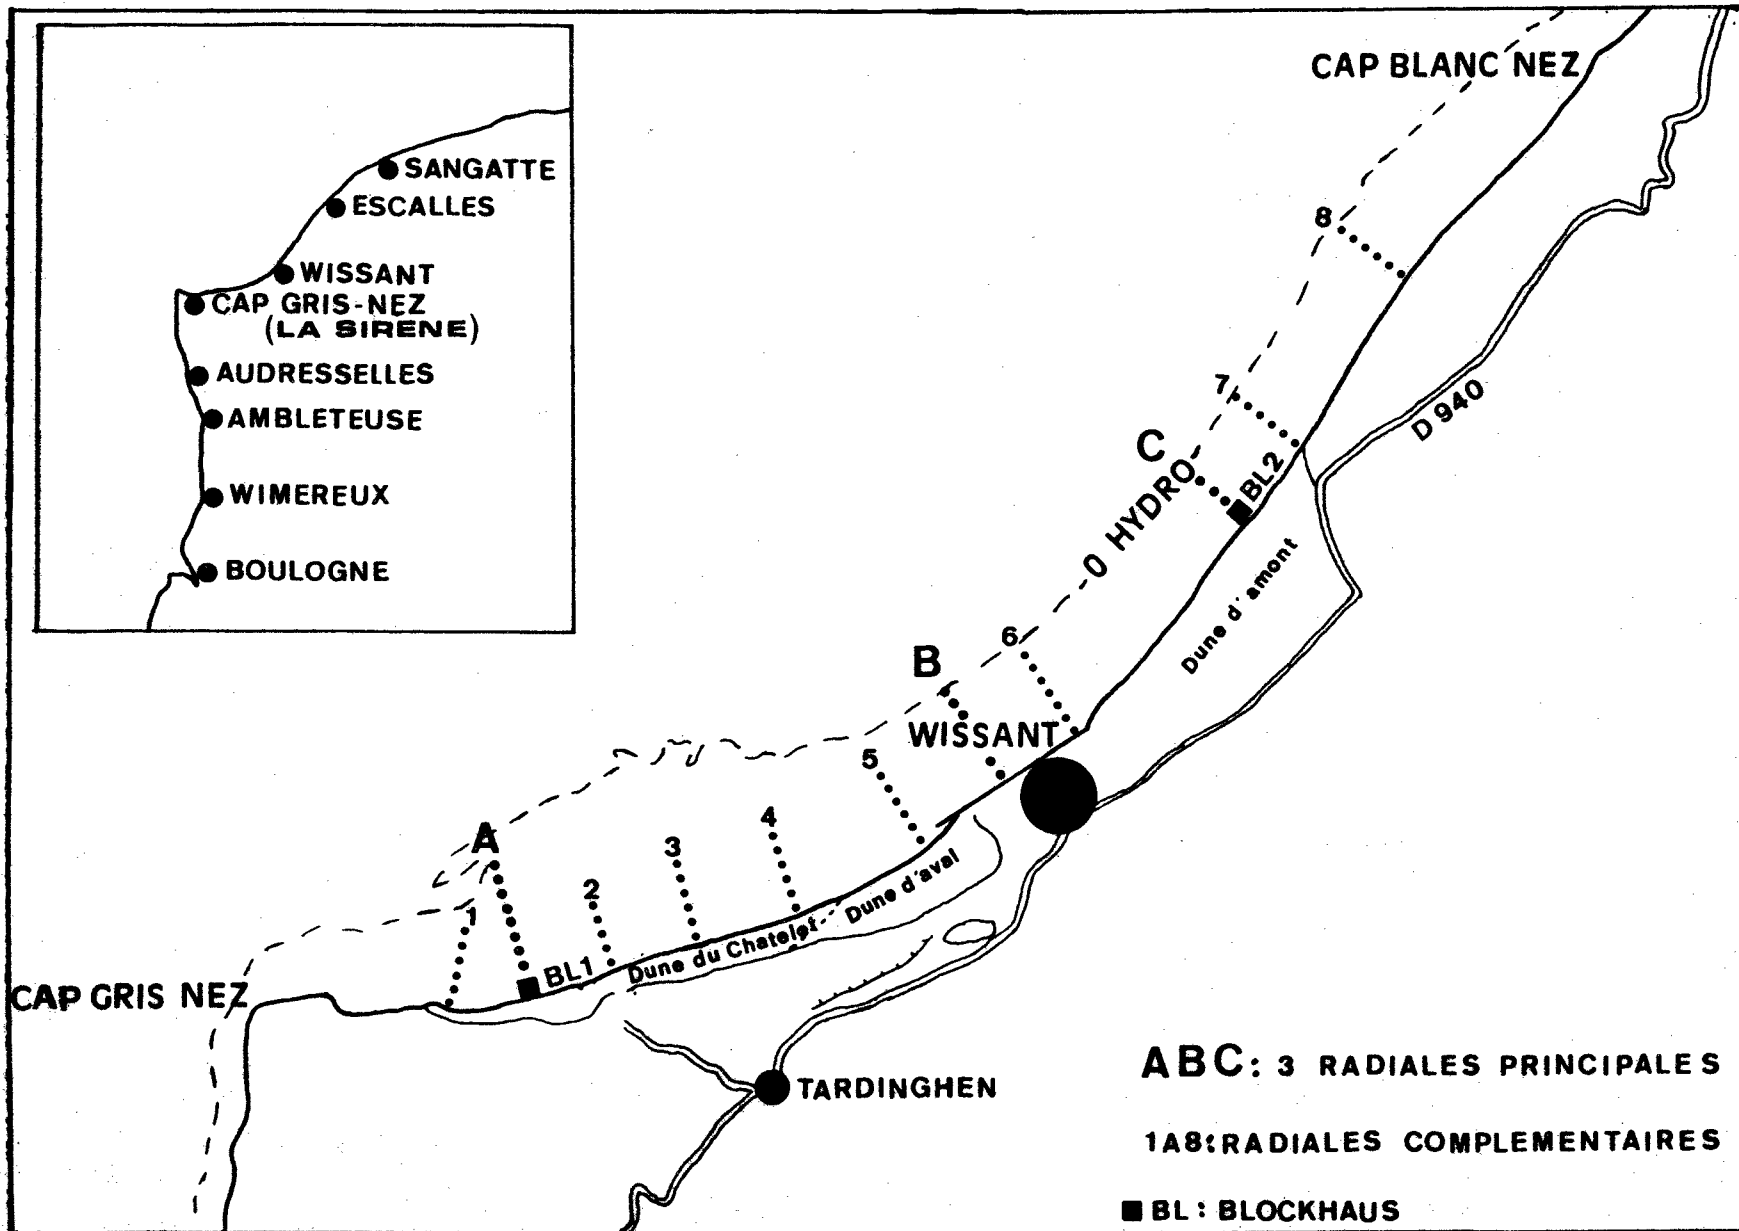 CAP BLANC NEZ
SANGATTE
ESCALLES
WISSANT
CAP GRIS-NEZ
(LA SIRENE)
AUDRESSELLES
AMBLETEUSE
WIMEREUX
BOULOGNE
8
7
D 940
C
BL2
0 HYDRO
Dune d'amont
6
B
WISSANT
5
4
A
3
2
1
Dune d'aval
Dune du Chatelet
BL1
CAP GRIS NEZ
TARDINGHEN
ABC: 3 RADIALES PRINCIPALES
1A8: RADIALES COMPLEMENTAIRES
BL: BLOCKHAUS